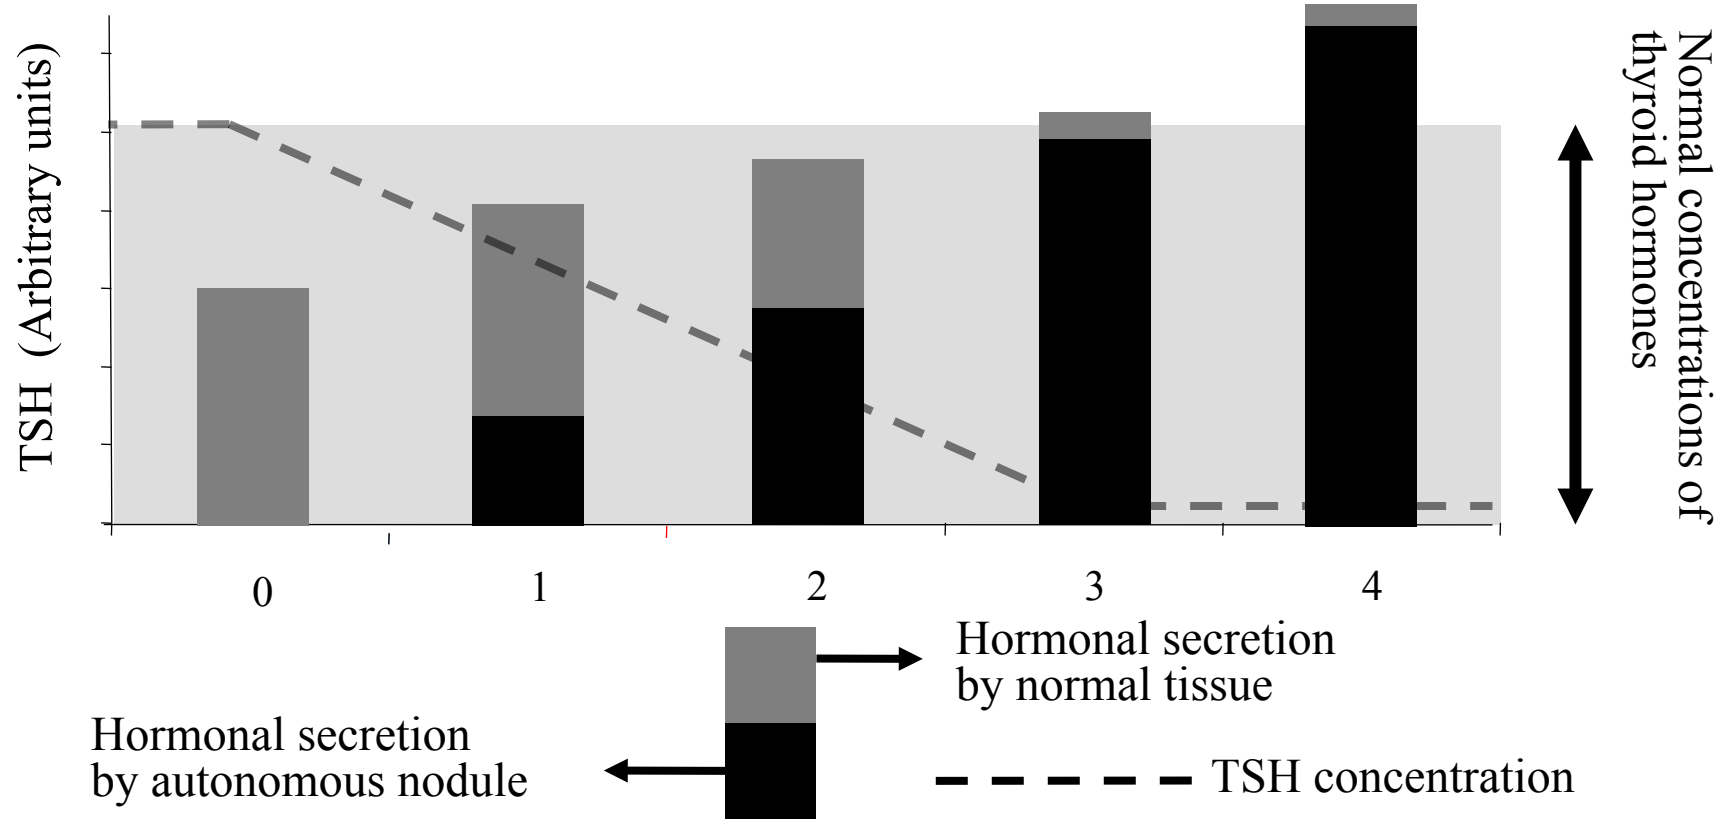 TSH (Arbitrary units)
Normal concentrations of
thyroid hormones
0 1 2 3 4
Hormonal secretion
by normal tissue
Hormonal secretion
by autonomous nodule
TSH concentration